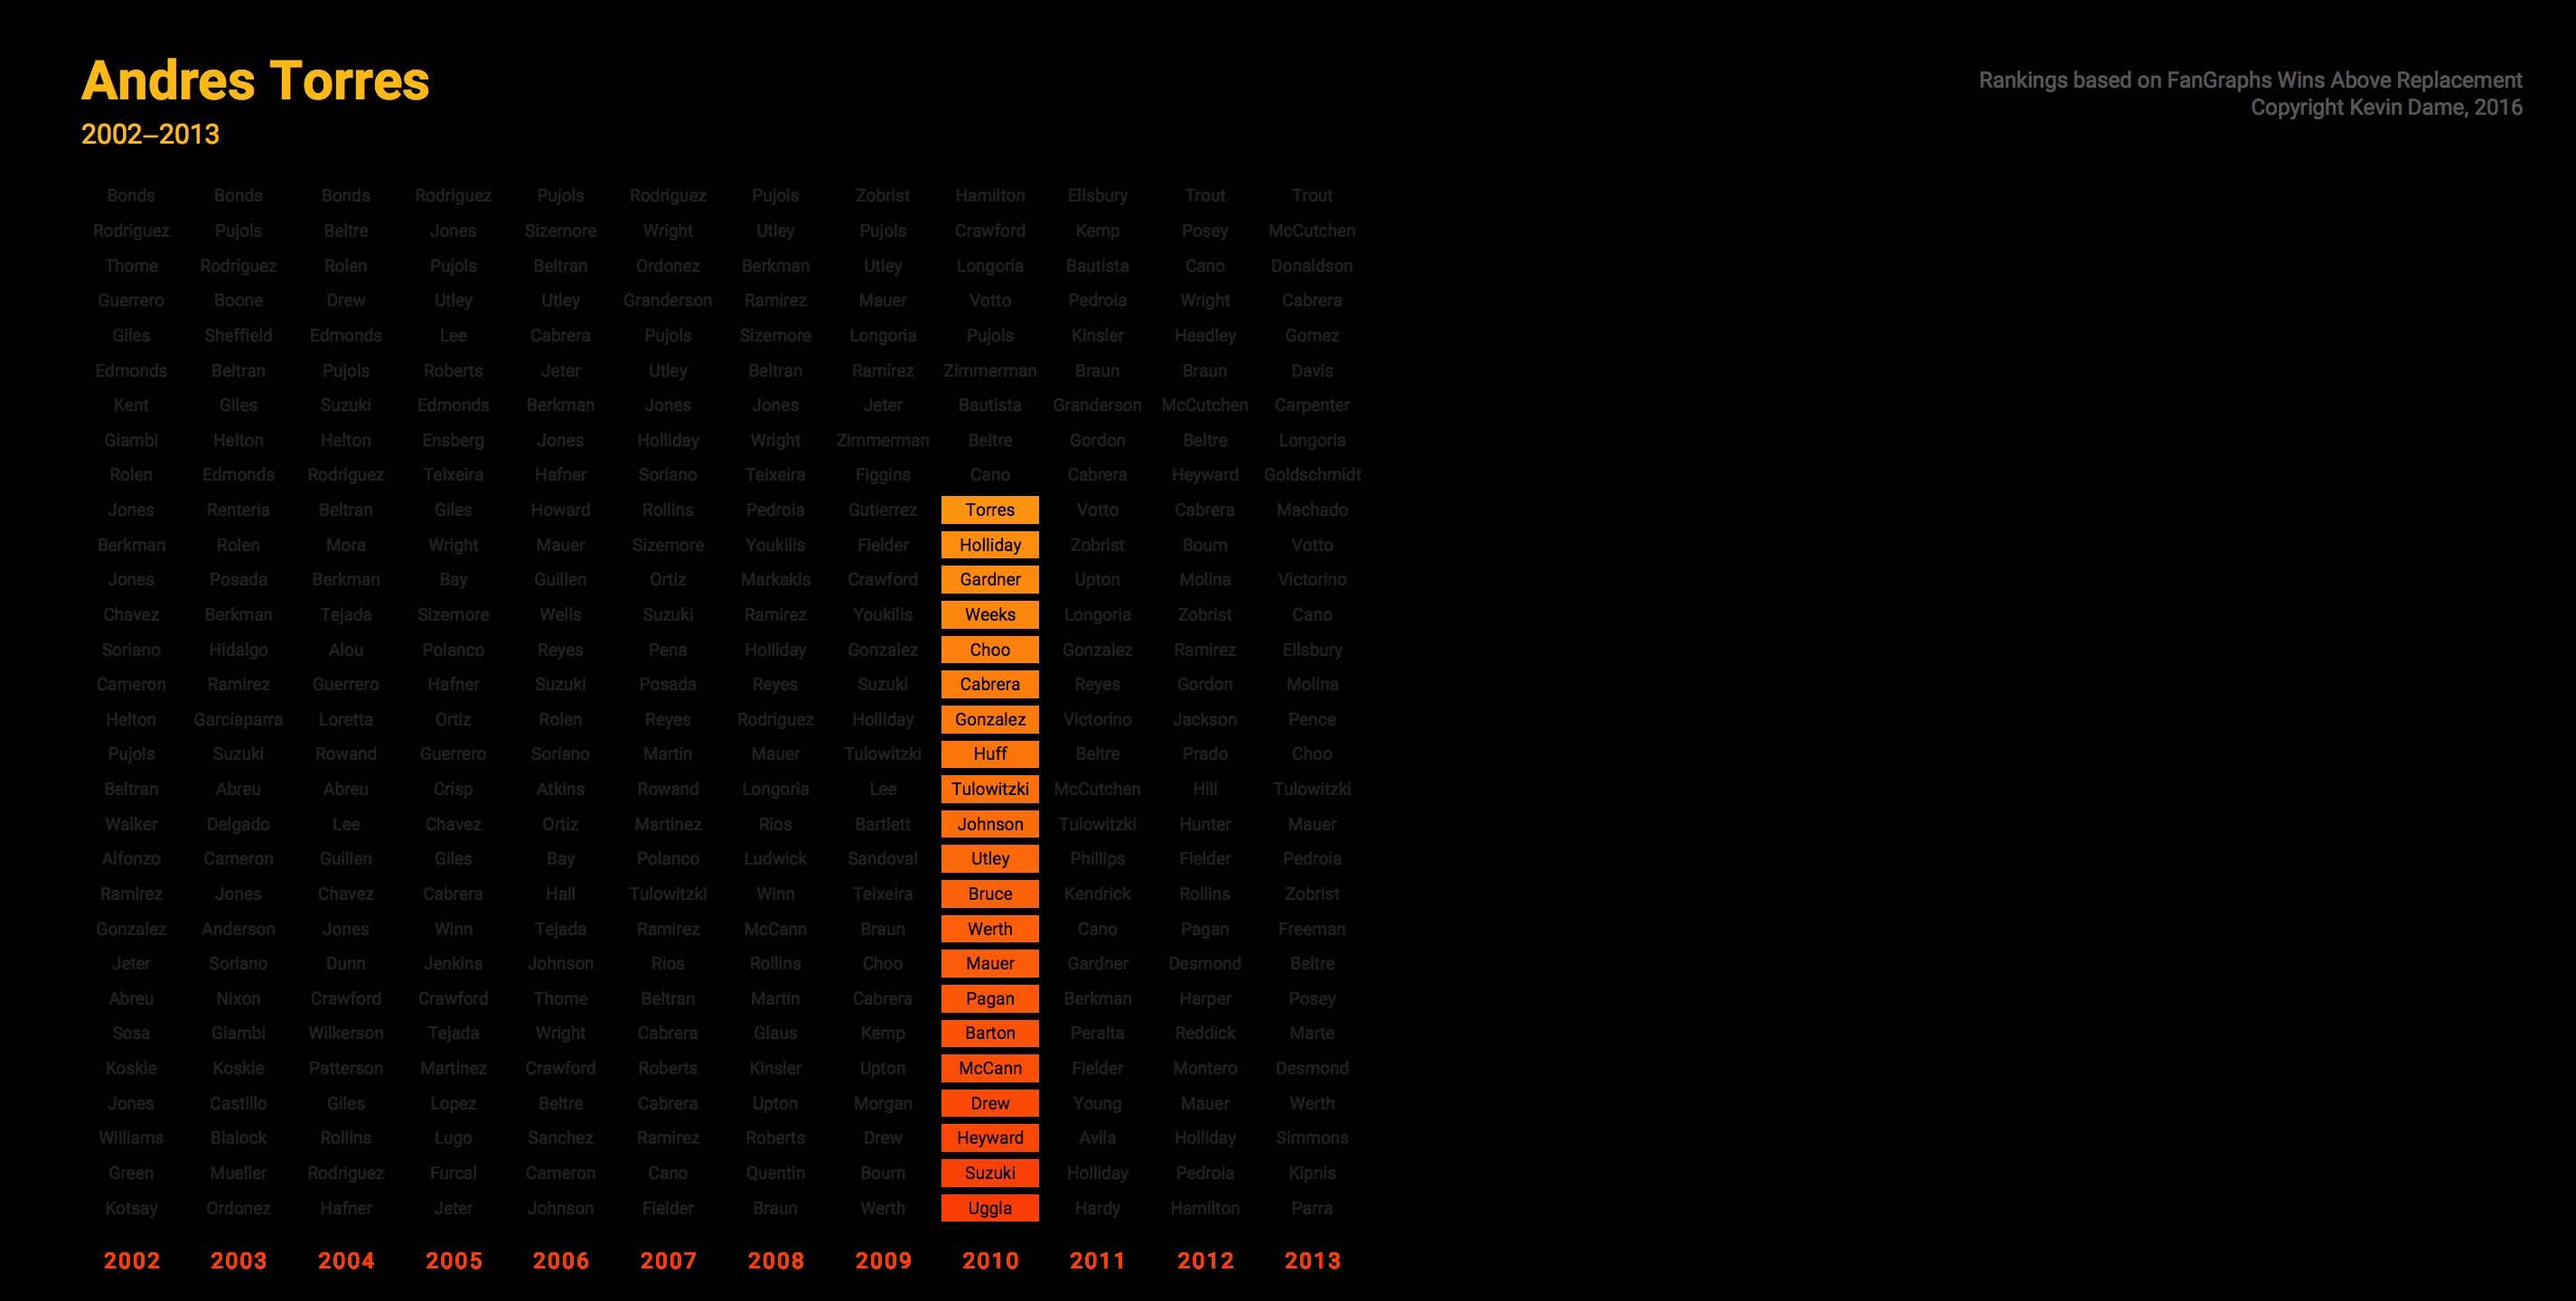 Andres Torres
2002–2013
Rankings based on FanGraphs Wins Above Replacement
Copyright Kevin Dame, 2016
Bonds Bonds Bonds Rodriguez Pujols Rodriguez Pujols Zobrist Hamilton Ellsbury Trout Trout
Rodriguez Pujols Beltre Jones Sizemore Wright Utley Pujols Crawford Kemp Posey McCutchen
Thome Rodriguez Rolen Pujols Beltran Ordonez Berkman Utley Longoria Bautista Cano Donaldson
Guerrero Boone Drew Utley Utley Granderson Ramirez Mauer Votto Pedroia Wright Cabrera
Giles Sheffield Edmonds Lee Cabrera Pujols Sizemore Longoria Pujols Kinsler Headley Gomez
Edmonds Beltran Pujols Roberts Jeter Utley Beltran Ramirez Zimmerman Braun Braun Davis
Kent Giles Suzuki Edmonds Berkman Jones Jones Jeter Bautista Granderson McCutchen Carpenter
Giambi Helton Helton Ensberg Jones Holliday Wright Zimmerman Beltre Gordon Beltre Longoria
Rolen Edmonds Rodriguez Teixeira Hafner Soriano Teixeira Figgins Cano Cabrera Heyward Goldschmidt
Jones Renteria Beltran Giles Howard Rollins Pedroia Gutierrez Torres Votto Cabrera Machado
Berkman Rolen Mora Wright Mauer Sizemore Youkilis Fielder Holliday Zobrist Bourn Votto
Jones Posada Berkman Bay Guillen Ortiz Markakis Crawford Gardner Upton Molina Victorino
Chavez Berkman Tejada Sizemore Wells Suzuki Ramirez Youkilis Weeks Longoria Zobrist Cano
Soriano Hidalgo Alou Polanco Reyes Pena Holliday Gonzalez Choo Gonzalez Ramirez Ellsbury
Cameron Ramirez Guerrero Hafner Suzuki Posada Reyes Suzuki Cabrera Reyes Gordon Molina
Helton Garciaparra Loretta Ortiz Rolen Reyes Rodriguez Holliday Gonzalez Victorino Jackson Pence
Pujols Suzuki Rowand Guerrero Soriano Martin Mauer Tulowitzki Huff Beltre Prado Choo
Beltran Abreu Abreu Crisp Atkins Rowand Longoria Lee Tulowitzki McCutchen Hill Tulowitzki
Walker Delgado Lee Chavez Ortiz Martinez Rios Bartlett Johnson Tulowitzki Hunter Mauer
Alfonzo Cameron Guillen Giles Bay Polanco Ludwick Sandoval Utley Phillips Fielder Pedroia
Ramirez Jones Chavez Cabrera Hall Tulowitzki Winn Teixeira Bruce Kendrick Rollins Zobrist
Gonzalez Anderson Jones Winn Tejada Ramirez McCann Braun Werth Cano Pagan Freeman
Jeter Soriano Dunn Jenkins Johnson Rios Rollins Choo Mauer Gardner Desmond Beltre
Abreu Nixon Crawford Crawford Thome Beltran Martin Cabrera Pagan Berkman Harper Posey
Sosa Giambi Wilkerson Tejada Wright Cabrera Glaus Kemp Barton Peralta Reddick Marte
Koskie Koskie Patterson Martinez Crawford Roberts Kinsler Upton McCann Fielder Montero Desmond
Jones Castillo Giles Lopez Beltre Cabrera Upton Morgan Drew Young Mauer Werth
Williams Blalock Rollins Lugo Sanchez Ramirez Roberts Drew Heyward Avila Holliday Simmons
Green Mueller Rodriguez Furcal Cameron Cano Quentin Bourn Suzuki Holliday Pedroia Kipnis
Kotsay Ordonez Hafner Jeter Johnson Fielder Braun Werth Uggla Hardy Hamilton Parra
2002 2003 2004 2005 2006 2007 2008 2009 2010 2011 2012 2013